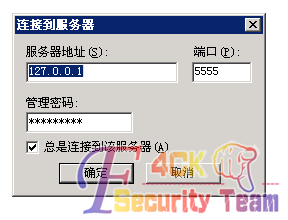 连接到服务器
服务器地址(S):
端口(P):
127.0.0.1
5555
管理密码:
*********
总是连接到该服务器(A)
确定
取消
F4CK
Security Team